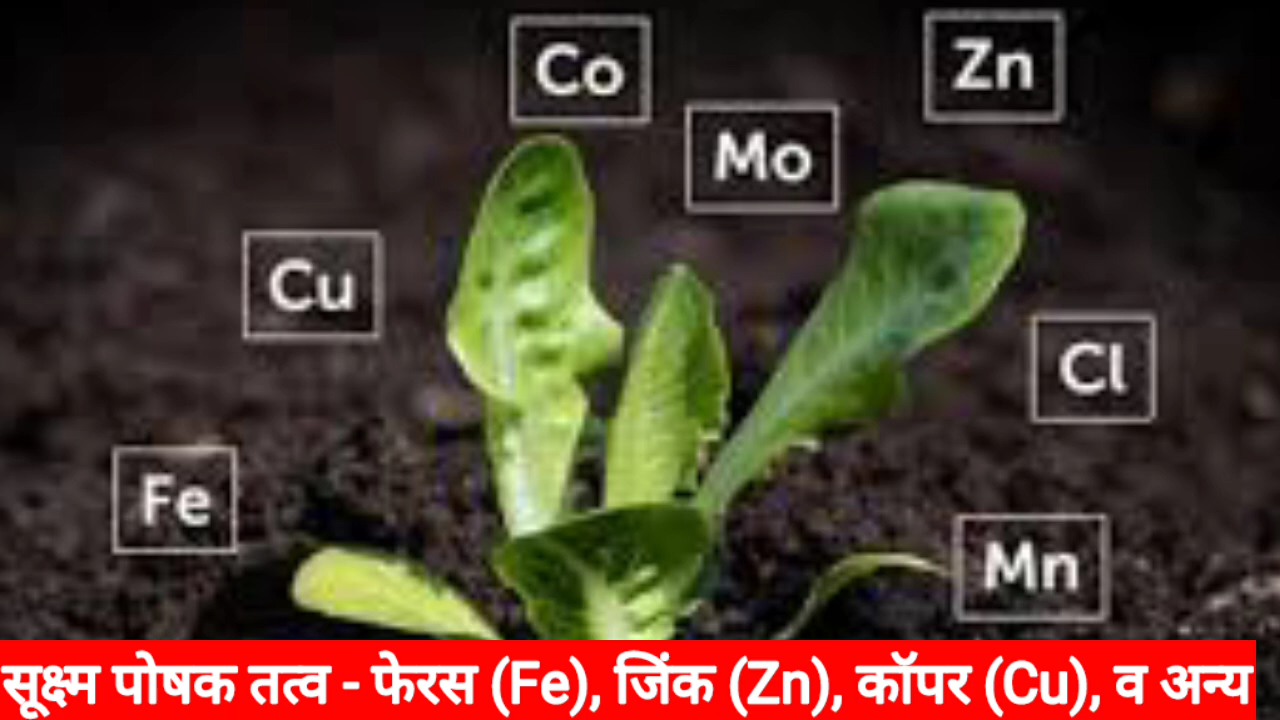 Co
Zn
Mo
Cu
Cl
Fe
Mn
सूक्ष्म पोषक तत्व - फेरस (Fe), जिंक (Zn), कॉपर (Cu), व अन्य